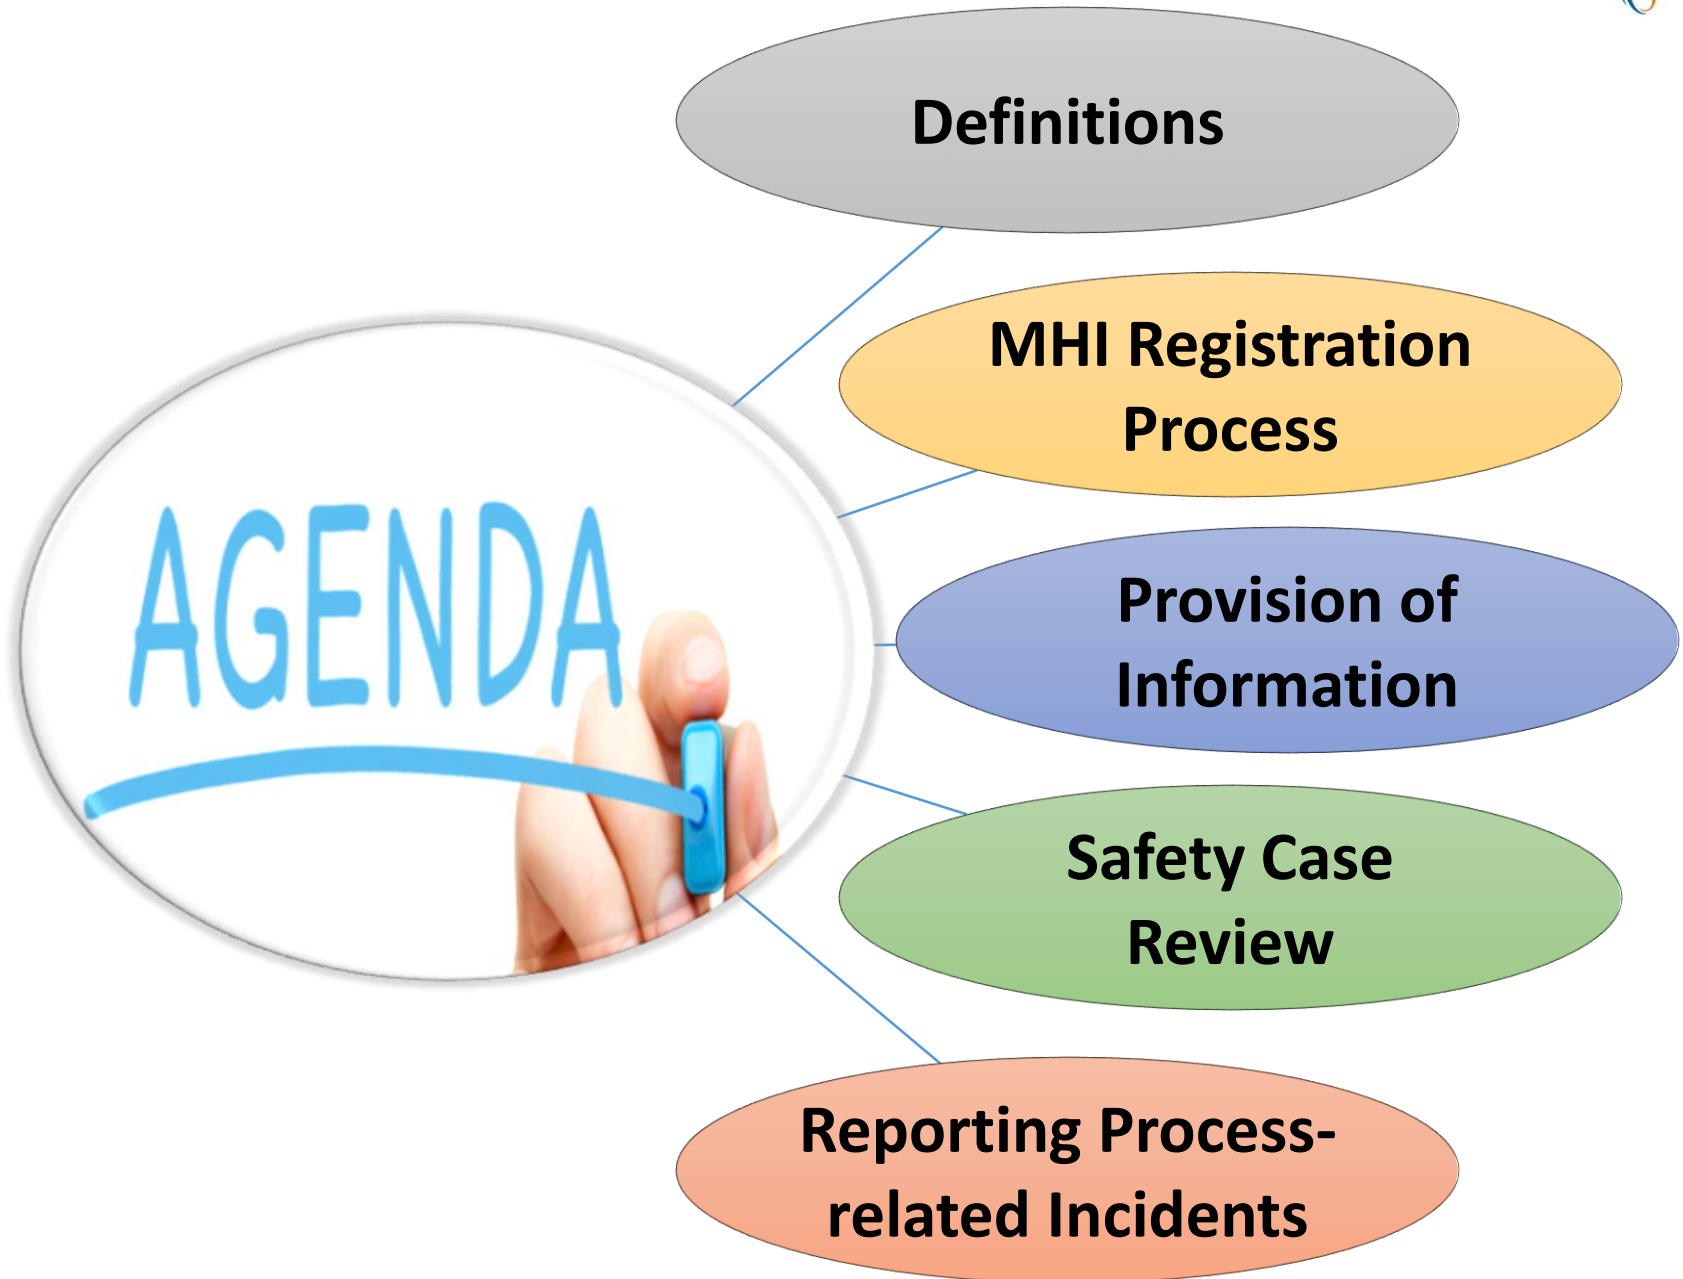 Definitions
MHI Registration
Process
AGENDA
Provision of
Information
Safety Case
Review
Reporting Process-
related Incidents